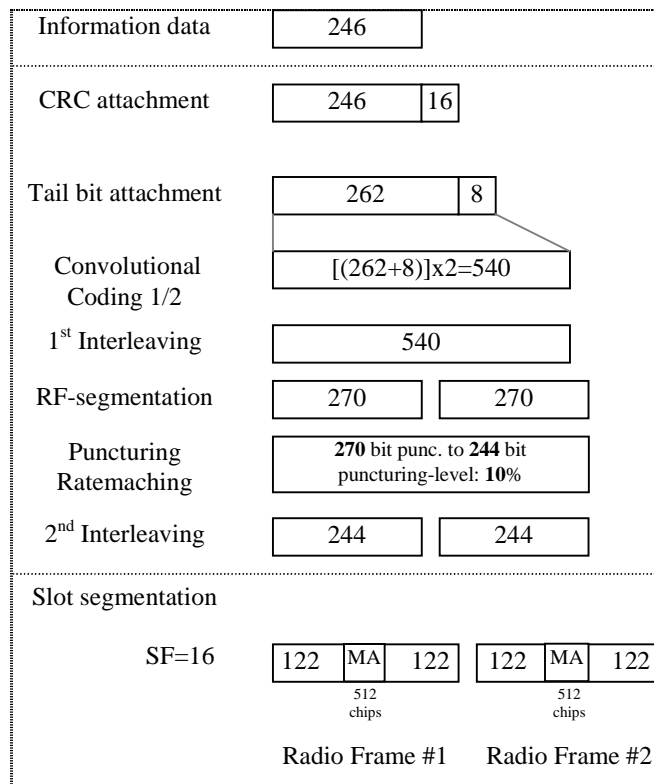 Information data 246
CRC attachment 246 16
Tail bit attachment 262 8
Convolutional
Coding 1/2
[(262+8)]x2=540
1st Interleaving 540
RF-segmentation 270 270
Puncturing
Ratemaching
270 bit punc. to 244 bit
puncturing-level: 10%
2nd Interleaving 244 244
Slot segmentation
SF=16 122 MA 122 122 MA 122
512
chips
512
chips
Radio Frame #1 Radio Frame #2